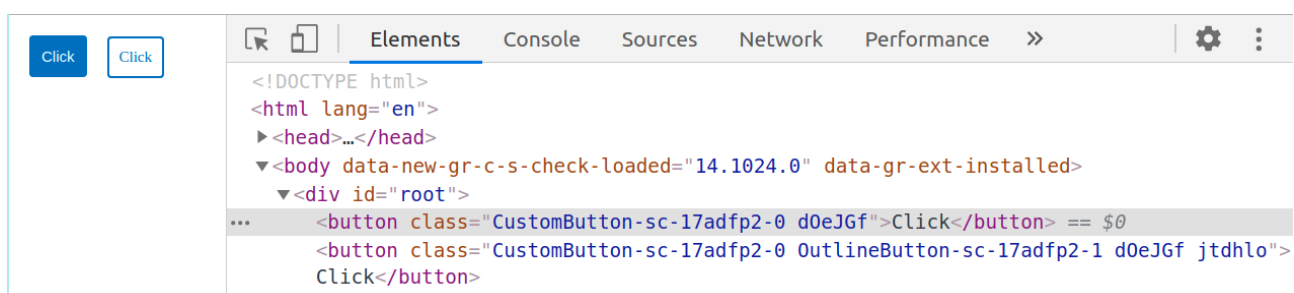 Click Click
Elements Console Sources Network Performance »
<!DOCTYPE html>
<html lang="en">
▶<head>…</head>
▼<body data-new-gr-c-s-check-loaded="14.1024.0" data-gr-ext-installed>
▼<div id="root">
… <button class="CustomButton-sc-17adfp2-0 dOeJGf">Click</button> == $0
<button class="CustomButton-sc-17adfp2-0 OutlineButton-sc-17adfp2-1 dOeJGf jtdhlo">
Click</button>